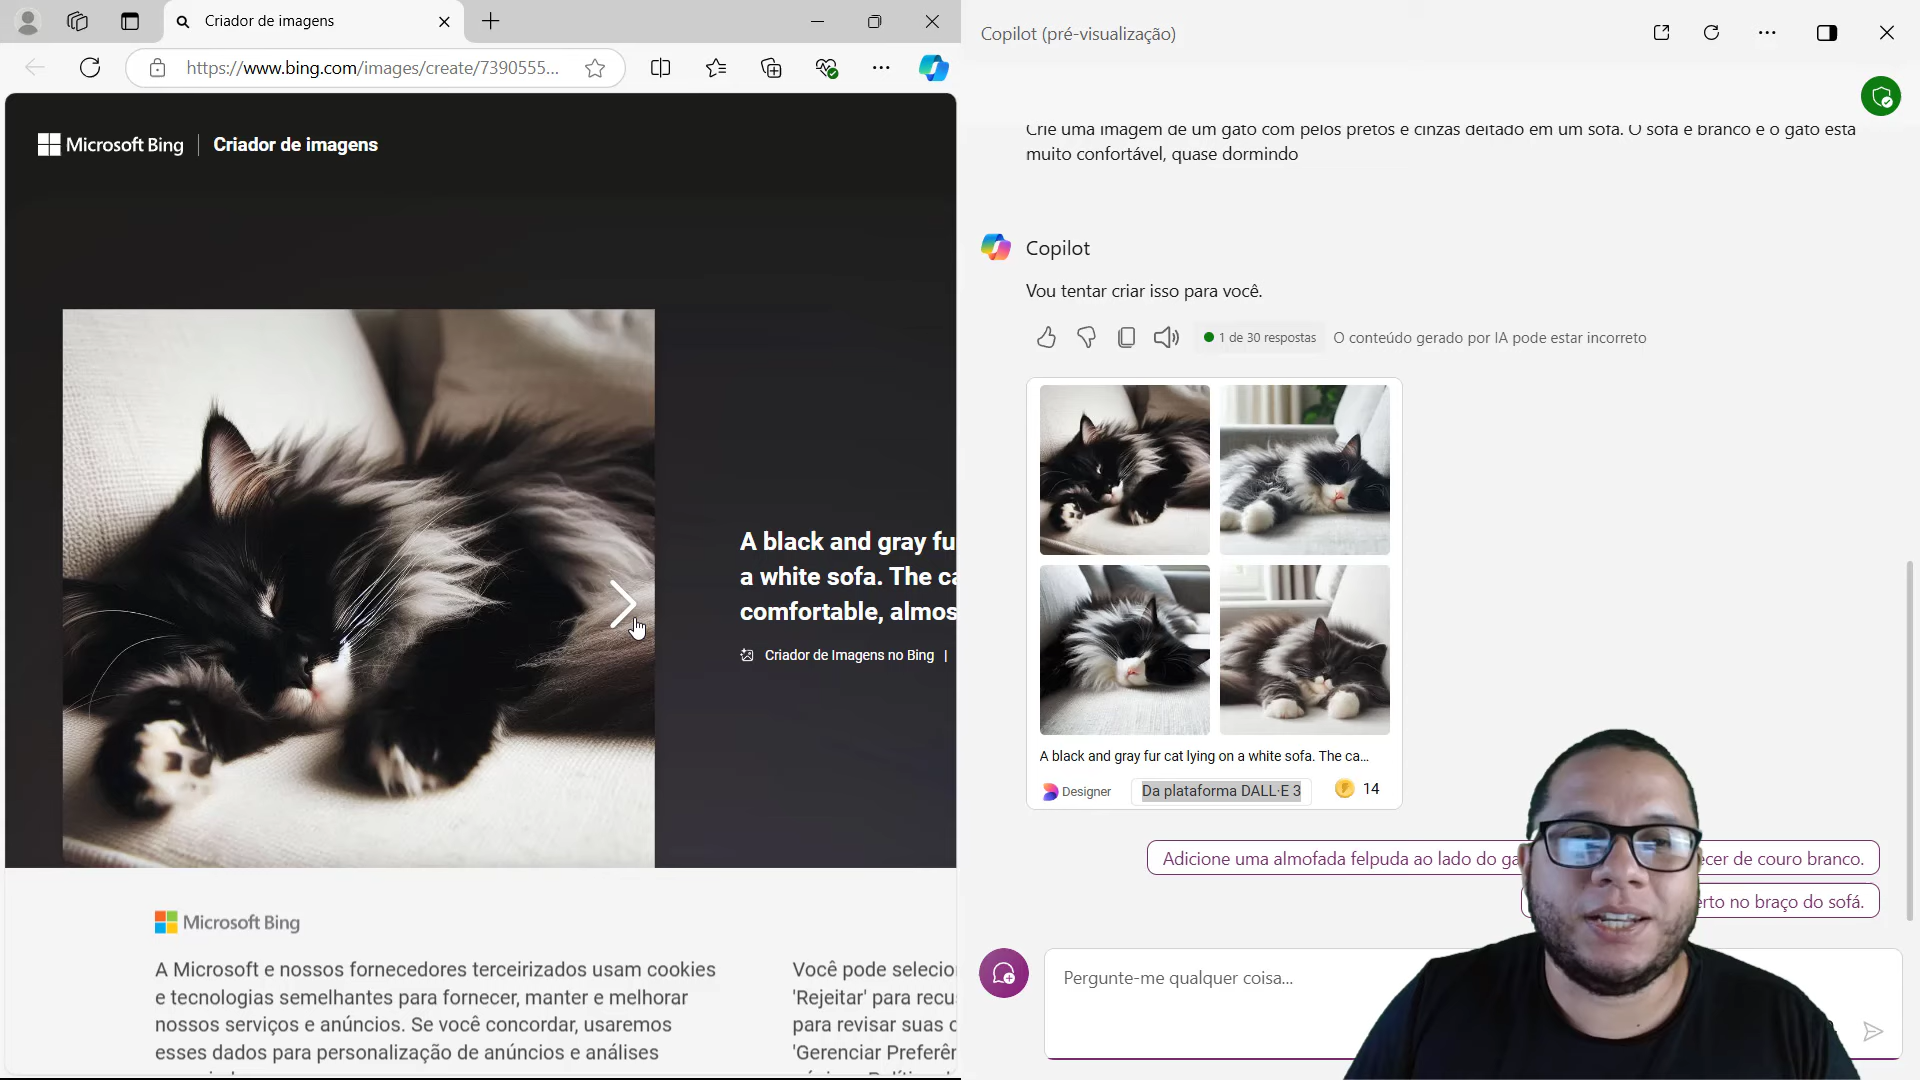 Criador de imagens
https://www.bing.com/images/create/7390555...
Microsoft Bing
Criador de imagens
A black and gray fu
a white sofa. The ca
comfortable, almos
Criador de Imagens no Bing |
Microsoft Bing
A Microsoft e nossos fornecedores terceirizados usam cookies
e tecnologias semelhantes para fornecer, manter e melhorar
nossos serviços e anúncios. Se você concordar, usaremos
esses dados para personalização de anúncios e análises
Você pode selecio
'Rejeitar' para recu
para revisar suas c
'Gerenciar Preferên
Copilot (pré-visualização)
Crie uma imagem de um gato com pelos pretos e cinzas deitado em um sofá. O sofá é branco e o gato está
muito confortável, quase dormindo
Copilot
Vou tentar criar isso para você.
1 de 30 respostas
O conteúdo gerado por IA pode estar incorreto
A black and gray fur cat lying on a white sofa. The ca...
Designer
Da plataforma DALL·E 3
14
Adicione uma almofada felpuda ao lado do ga
ecer de couro branco.
erto no braço do sofá.
Pergunte-me qualquer coisa...